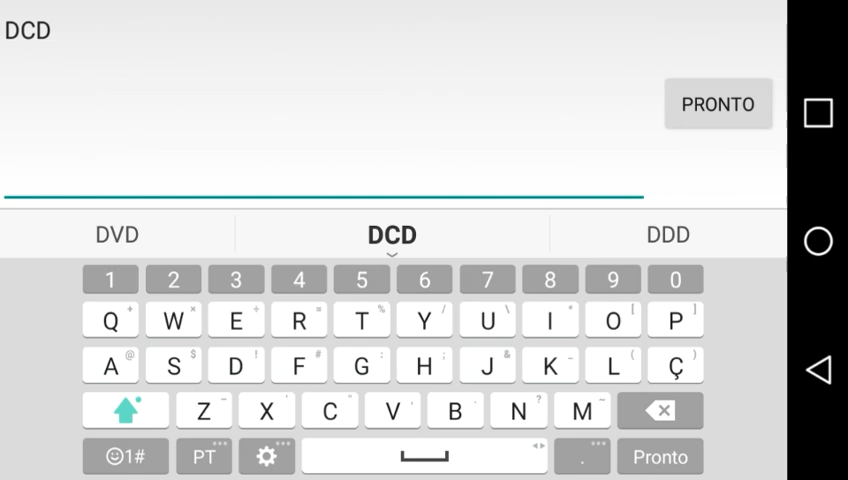 DCD
PRONTO
DVD DCD DDD
1 2 3 4 5 6 7 8 9 0
Q + W × E ÷ R = T % Y / U \ I * O [ P ]
A @ S $ D ! F # G : H ; J & K _ L ( Ç )
Z - X ' C " V , B . N ? M ~
1# PT ... ... . ... Pronto